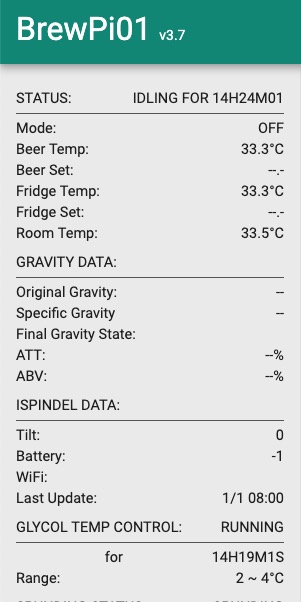 BrewPi01 v3.7
STATUS: IDLING FOR 14H24M01
Mode: OFF
Beer Temp: 33.3°C
Beer Set: --.-
Fridge Temp: 33.3°C
Fridge Set: --.-
Room Temp: 33.5°C
GRAVITY DATA:
Original Gravity: --
Specific Gravity --
Final Gravity State:
ATT: --%
ABV: --%
ISPINDEL DATA:
Tilt: 0
Battery: -1
WiFi:
Last Update: 1/1 08:00
GLYCOL TEMP CONTROL: RUNNING
for 14H19M1S
Range: 2 ~ 4°C